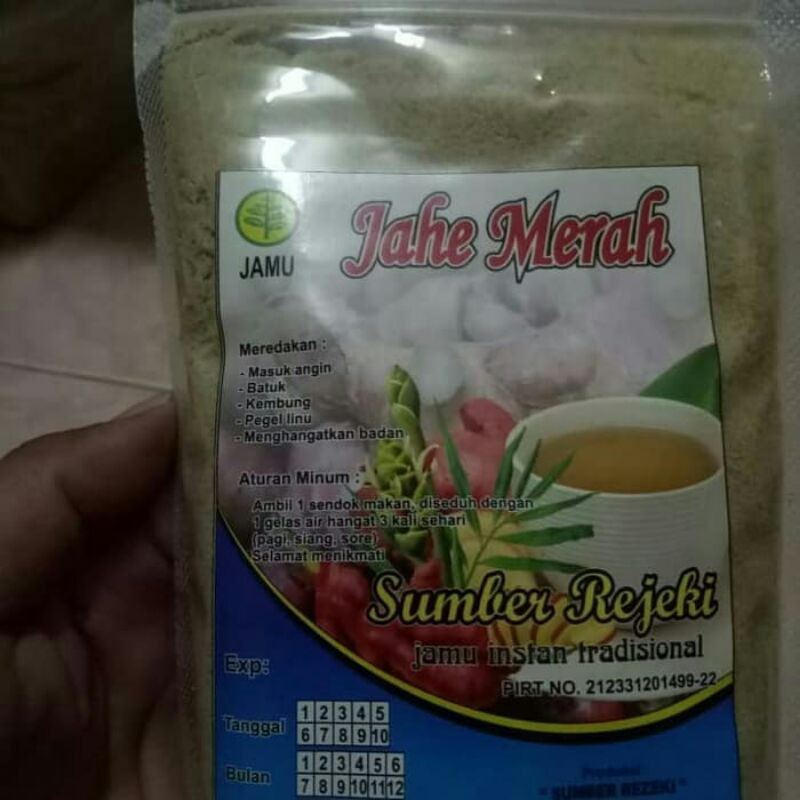 JAMU
Jahe Merah
Meredakan :
- Masuk angin
- Batuk
- Kembung
- Pegel linu
- Menghangatkan badan
Aturan Minum :
Ambil 1 sendok makan, diseduh dengan
1 gelas air hangat 3 kali sehari
(pagi, siang, sore)
Selamat menikmati
Sumber Rejeki
jamu instan tradisional
PIRT NO. 212331201499-22
Exp:
Tanggal
1 2 3 4 5
6 7 8 9 10
Bulan
1 2 3 4 5 6
7 8 9 10 11 12
Produksi :
" SUMBER REZEKI "